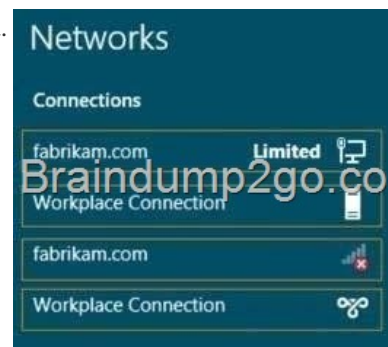 ..
Networks
Connections
fabrikam.com Limited
Braindump2go.co
Workplace Connection
fabrikam.com
Workplace Connection